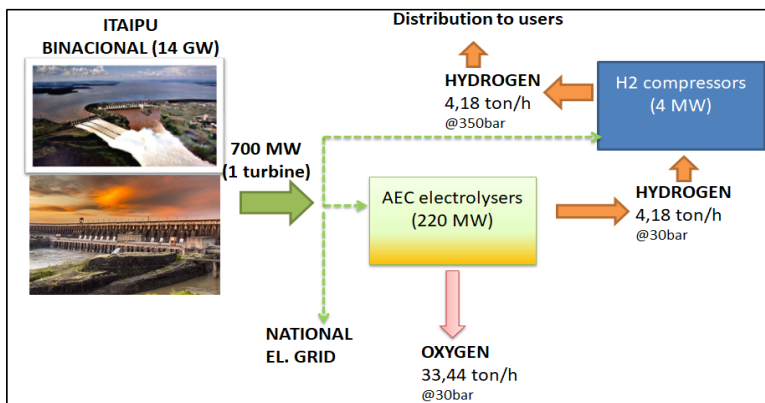 ITAIPU
BINACIONAL (14 GW)
700 MW
(1 turbine)
NATIONAL
EL. GRID
AEC electrolysers
(220 MW)
OXYGEN
33,44 ton/h
@30bar
HYDROGEN
4,18 ton/h
@30bar
H2 compressors
(4 MW)
HYDROGEN
4,18 ton/h
@350bar
Distribution to users